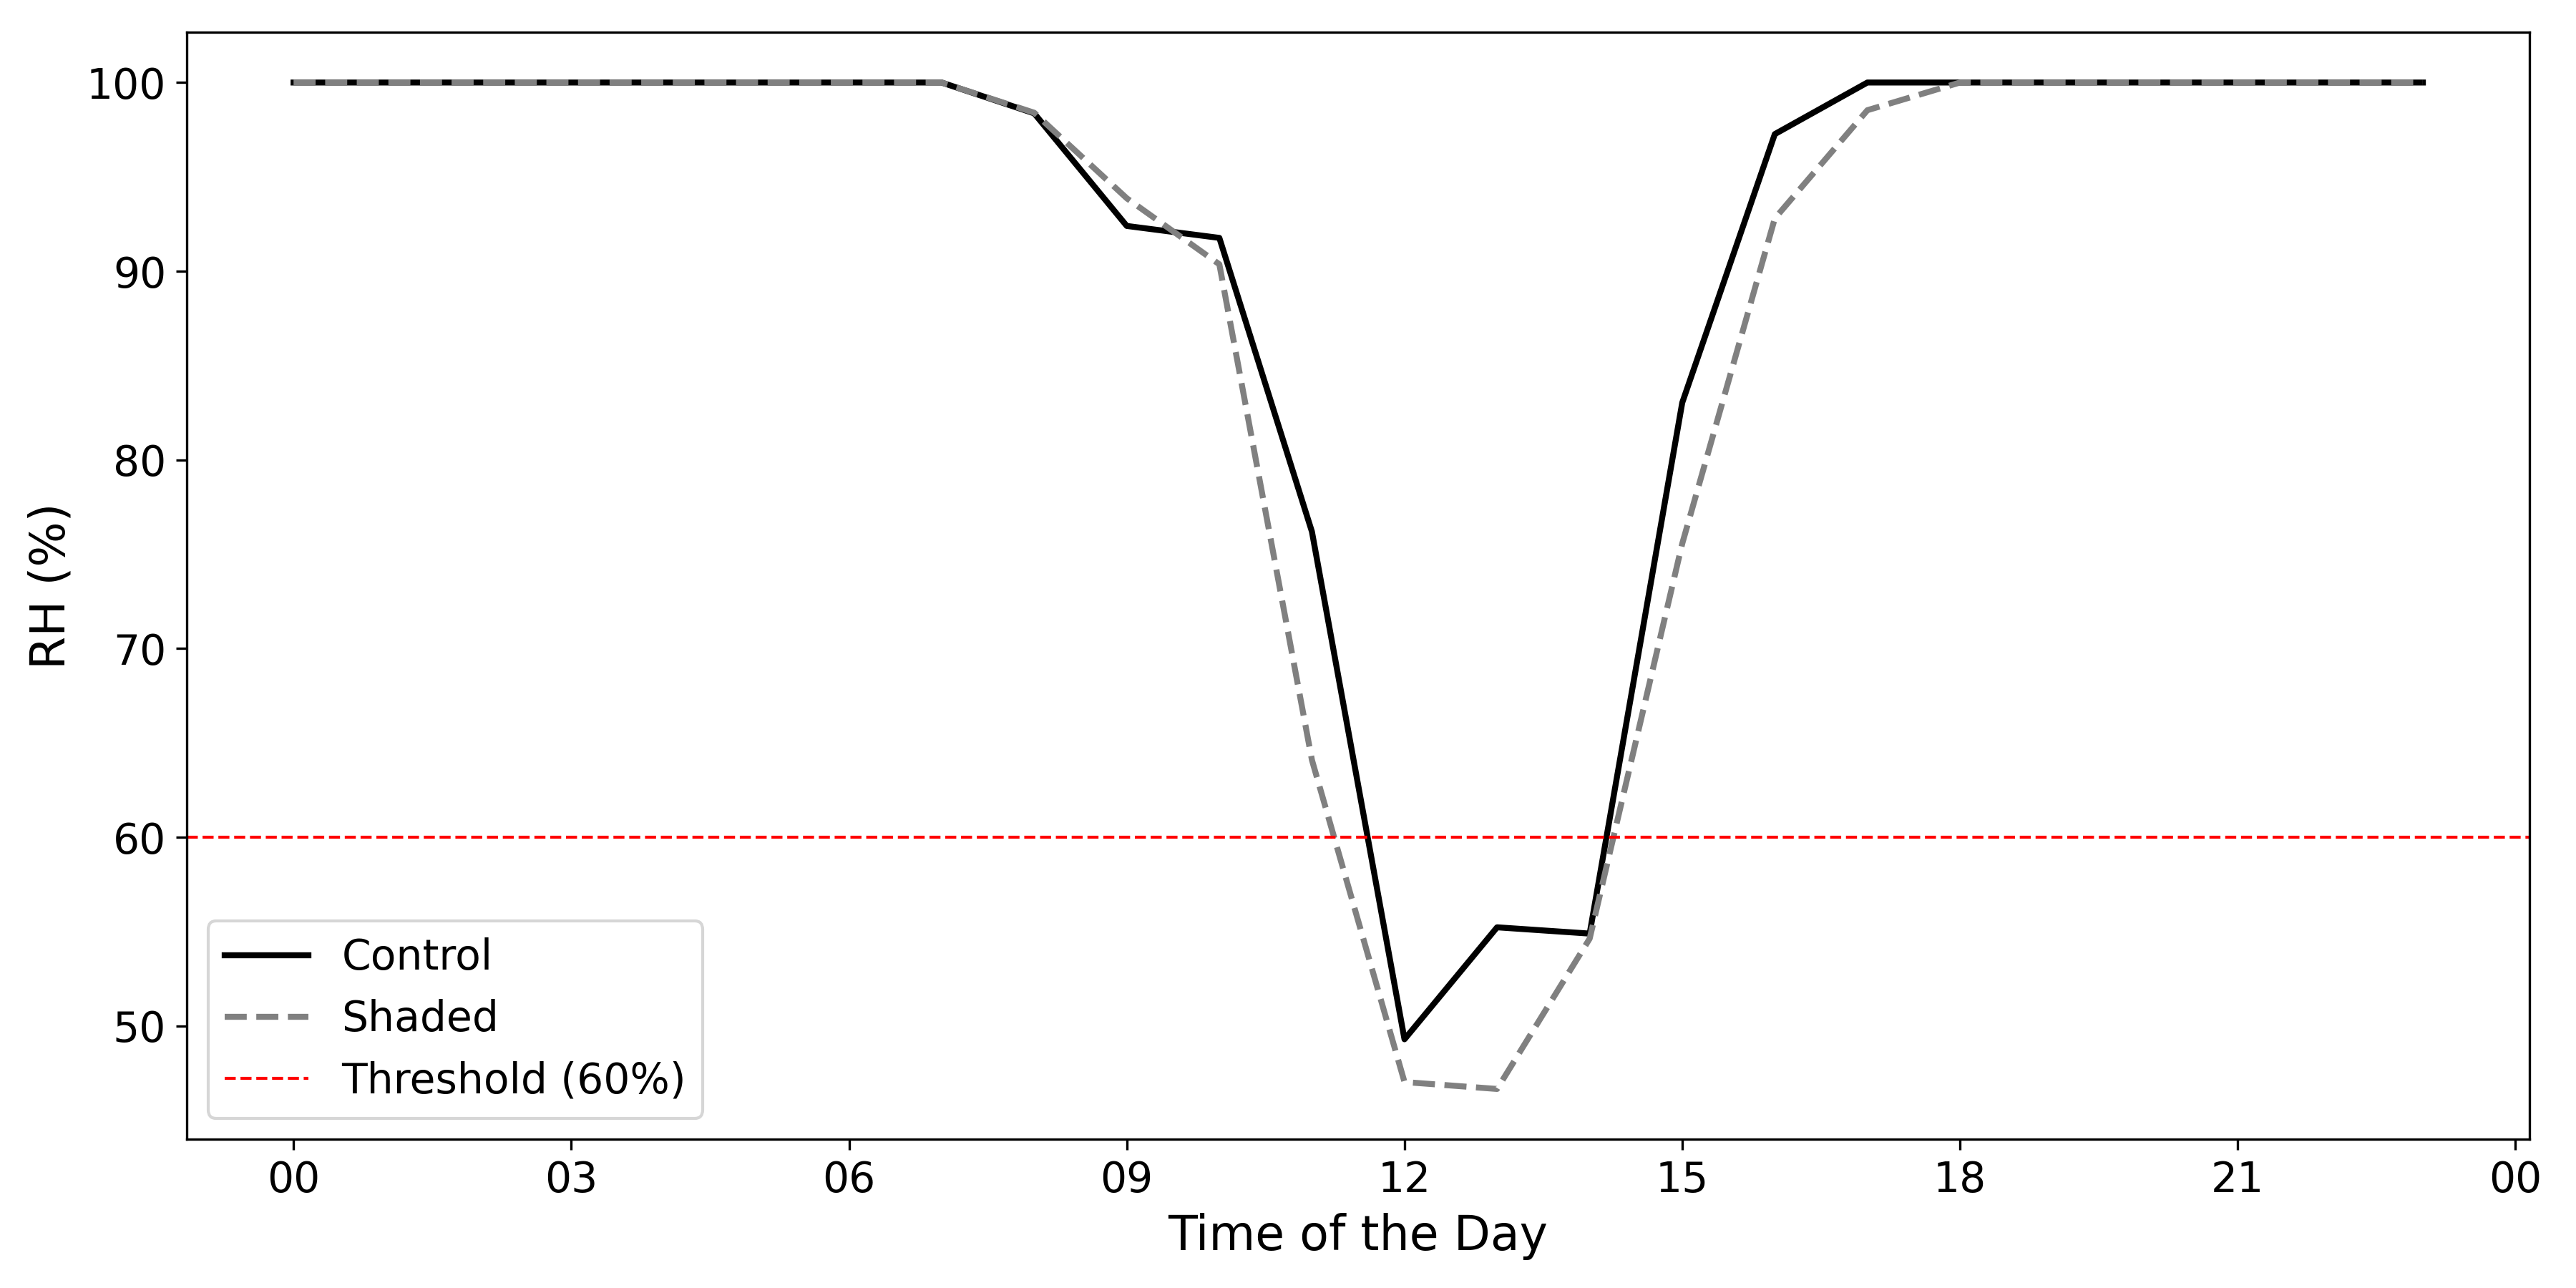 100
90
80
70
60
50
RH (%)
Control
Shaded
Threshold (60%)
00 03 06 09 12 15 18 21 00
Time of the Day